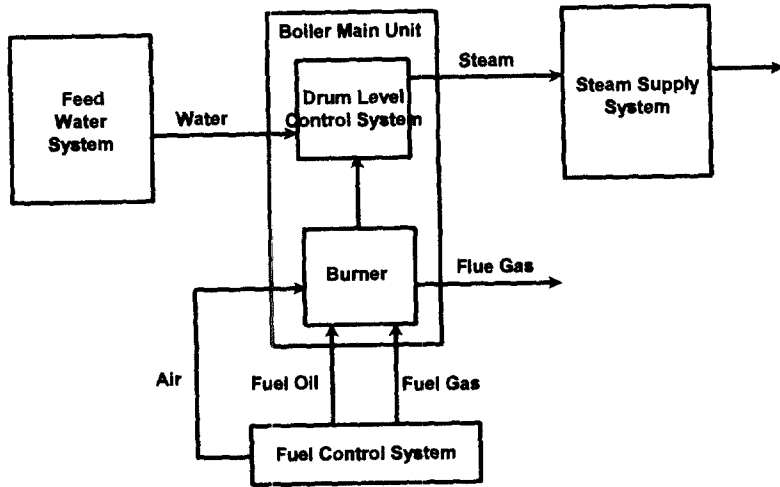 Boiler Main Unit
Feed
Water
System
Water
Drum Level
Control System
Steam
Steam Supply
System
Burner
Flue Gas
Air
Fuel Oil
Fuel Gas
Fuel Control System